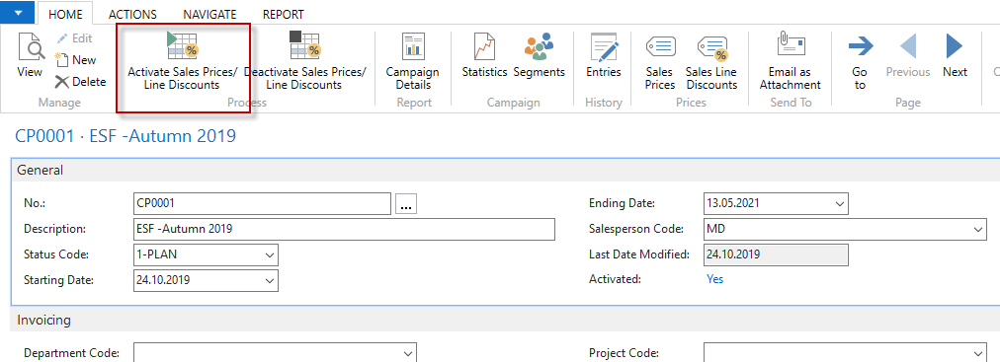 HOME ACTIONS NAVIGATE REPORT
View
Edit
New
Delete
Manage
Activate Sales Prices/
Line Discounts
Deactivate Sales Prices/
Line Discounts
Process
Campaign
Details
Report
Statistics
Segments
Campaign
Entries
History
Sales
Prices
Sales Line
Discounts
Prices
Email as
Attachment
Send To
Go
to
Previous
Next
Page
CP0001 · ESF -Autumn 2019
General
No.: CP0001 ...
Description: ESF -Autumn 2019
Status Code: 1-PLAN
Starting Date: 24.10.2019
Ending Date: 13.05.2021
Salesperson Code: MD
Last Date Modified: 24.10.2019
Activated: Yes
Invoicing
Department Code:
Project Code: